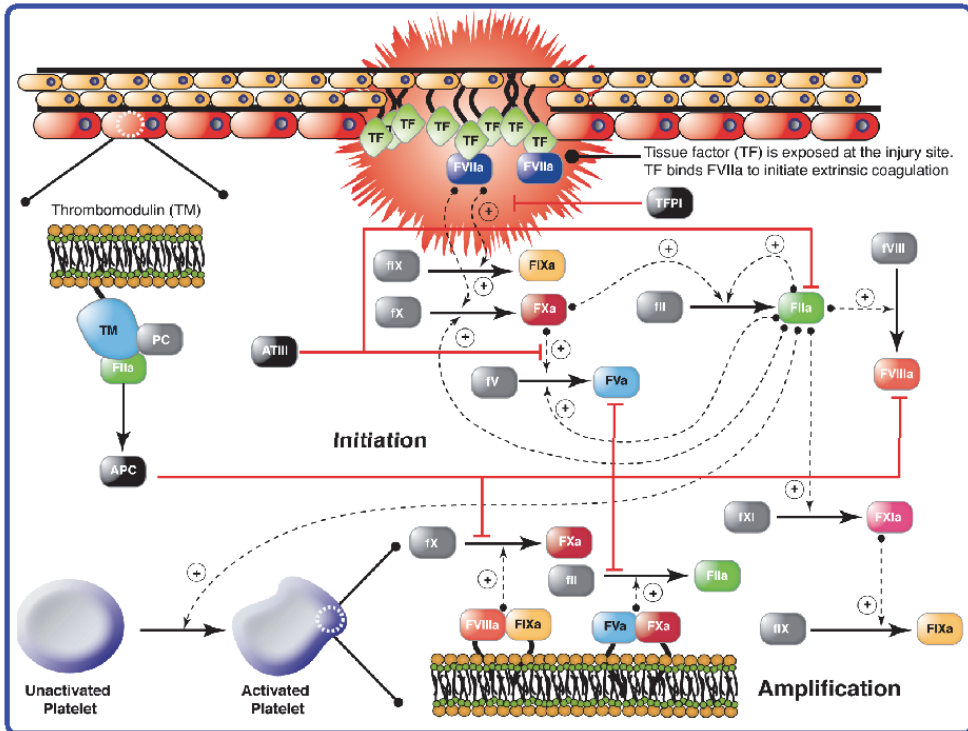 TF
TF
TF
TF
TF
TF
TF
TF
FVIIa
FVIIa
Tissue factor (TF) is exposed at the injury site.
TF binds FVIIa to initiate extrinsic coagulation
Thrombomodulin (TM)
+
TFPI
fIX
FIXa
+
+
+
fVIII
fX
FXa
fII
FIIa
+
TM
PC
FIIa
ATIII
+
+
fV
FVa
FVIIIa
+
Initiation
APC
+
fXI
FXIa
fX
FXa
fII
FIIa
+
+
+
+
FVIIIa
FIXa
FVa
FXa
fIX
FIXa
Unactivated
Platelet
Activated
Platelet
Amplification